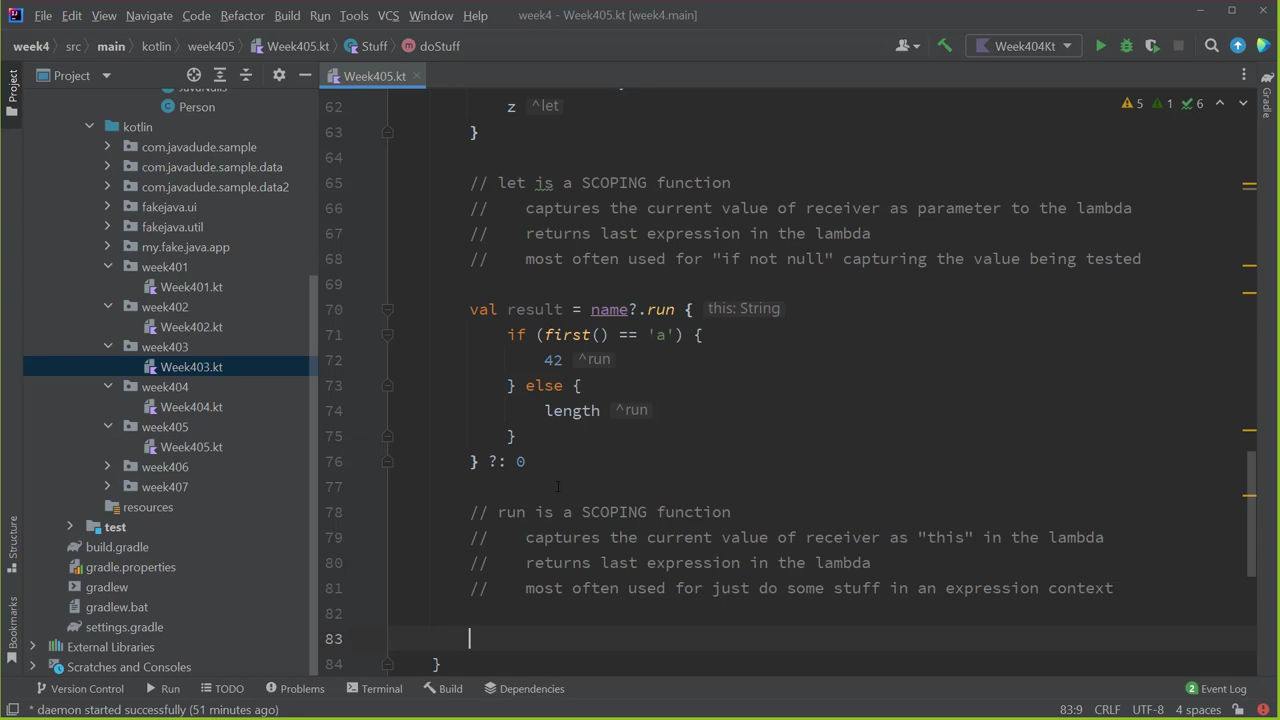 File Edit View Navigate Code Refactor Build Run Tools VCS Window Help week4 - Week405.kt [week4.main]
week4 src main kotlin week405 Week405.kt Stuff doStuff Week404Kt
Project Week405.kt
Project
Gradle
Structure
Bookmarks
Person
kotlin
com.javadude.sample
com.javadude.sample.data
com.javadude.sample.data2
fakejava.ui
fakejava.util
my.fake.java.app
week401
Week401.kt
week402
Week402.kt
week403
Week403.kt
week404
Week404.kt
week405
Week405.kt
week406
week407
resources
test
build.gradle
gradle.properties
gradlew
gradlew.bat
settings.gradle
External Libraries
Scratches and Consoles
5 1 6
62 z ^let
63 }
64
65 // let is a SCOPING function
66 // captures the current value of receiver as parameter to the lambda
67 // returns last expression in the lambda
68 // most often used for "if not null" capturing the value being tested
69
70 val result = name?.run { this: String
71 if (first() == 'a') {
72 42 ^run
73 } else {
74 length ^run
75 }
76 } ?: 0
77
78 // run is a SCOPING function
79 // captures the current value of receiver as "this" in the lambda
80 // returns last expression in the lambda
81 // most often used for just do some stuff in an expression context
82
83
84 }
Version Control Run TODO Problems Terminal Build Dependencies 2 Event Log
* daemon started successfully (51 minutes ago) 83:9 CRLF UTF-8 4 spaces